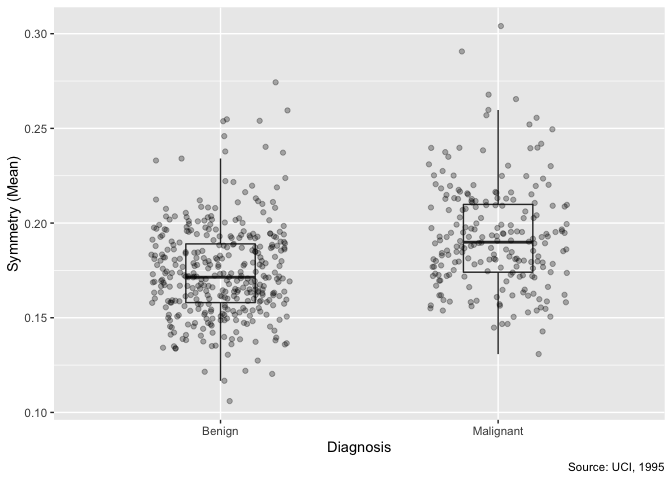 0.30
0.25
0.20
0.15
0.10
Symmetry (Mean)
Benign
Malignant
Diagnosis
Source: UCI, 1995